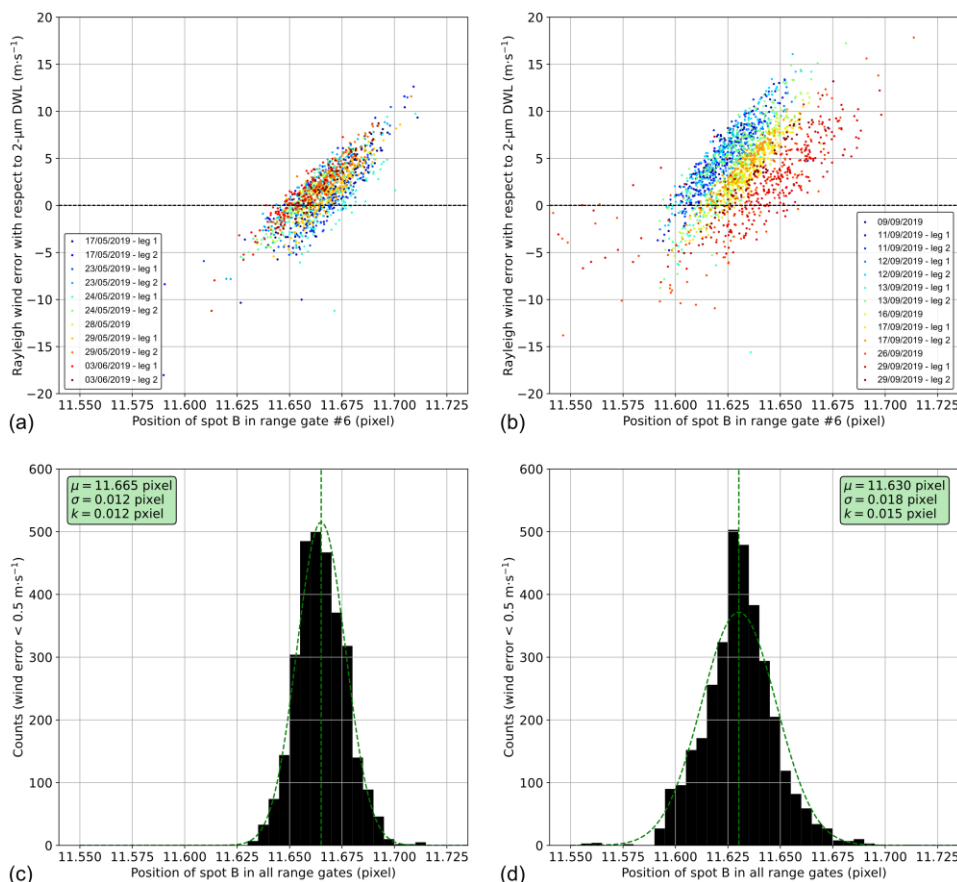 20
15
10
5
0
−5
−10
−15
−20
Rayleigh wind error with respect to 2-μm DWL (m·s⁻¹)
17/05/2019 - leg 1
17/05/2019 - leg 2
23/05/2019 - leg 1
23/05/2019 - leg 2
24/05/2019 - leg 1
24/05/2019 - leg 2
28/05/2019
29/05/2019 - leg 1
29/05/2019 - leg 2
03/06/2019 - leg 1
03/06/2019 - leg 2
11.550 11.575 11.600 11.625 11.650 11.675 11.700 11.725
Position of spot B in range gate #6 (pixel)
(a)
20
15
10
5
0
−5
−10
−15
−20
Rayleigh wind error with respect to 2-μm DWL (m·s⁻¹)
09/09/2019
11/09/2019 - leg 1
11/09/2019 - leg 2
12/09/2019 - leg 1
12/09/2019 - leg 2
13/09/2019 - leg 1
13/09/2019 - leg 2
16/09/2019
17/09/2019 - leg 1
17/09/2019 - leg 2
26/09/2019
29/09/2019 - leg 1
29/09/2019 - leg 2
11.550 11.575 11.600 11.625 11.650 11.675 11.700 11.725
Position of spot B in range gate #6 (pixel)
(b)
600
500
400
300
200
100
0
Counts (wind error < 0.5 m·s⁻¹)
μ = 11.665 pixel
σ = 0.012 pixel
k = 0.012 pxiel
11.550 11.575 11.600 11.625 11.650 11.675 11.700 11.725
Position of spot B in all range gates (pixel)
(c)
600
500
400
300
200
100
0
Counts (wind error < 0.5 m·s⁻¹)
μ = 11.630 pixel
σ = 0.018 pixel
k = 0.015 pxiel
11.550 11.575 11.600 11.625 11.650 11.675 11.700 11.725
Position of spot B in all range gates (pixel)
(d)